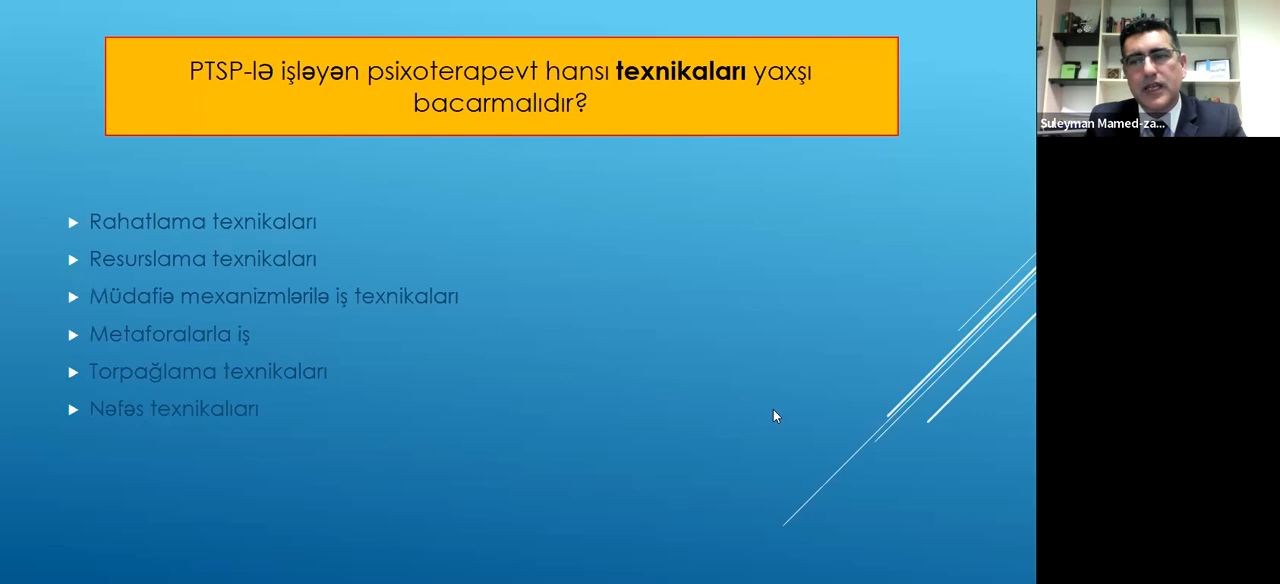 PTSP-lə işləyən psixoterapevt hansı texnikaları yaxşı
bacarmalıdır?
Rahatlama texnikaları
Resurslama texnikaları
Müdafiə mexanizmlərilə iş texnikaları
Metaforalarla iş
Torpağlama texnikaları
Nəfəs texnikalıarı
Suleyman Mamed-za...